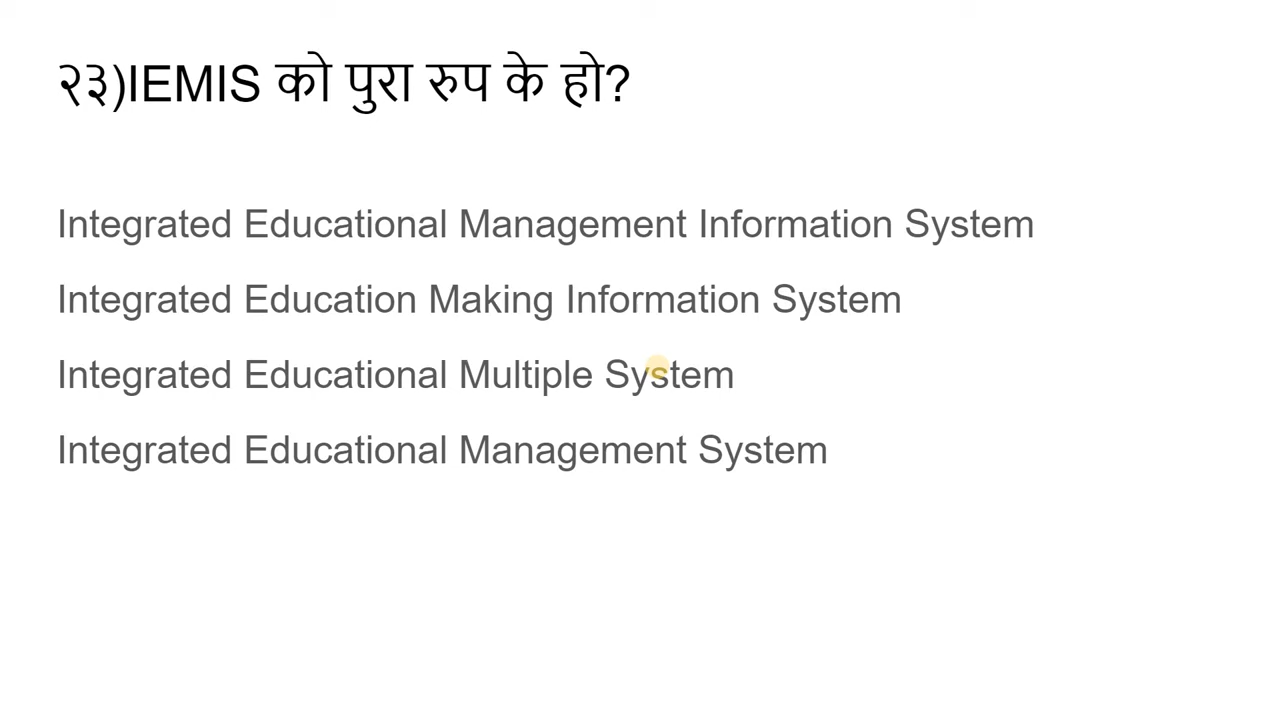 २३)IEMIS को पुरा रुप के हो?
Integrated Educational Management Information System
Integrated Education Making Information System
Integrated Educational Multiple System
Integrated Educational Management System